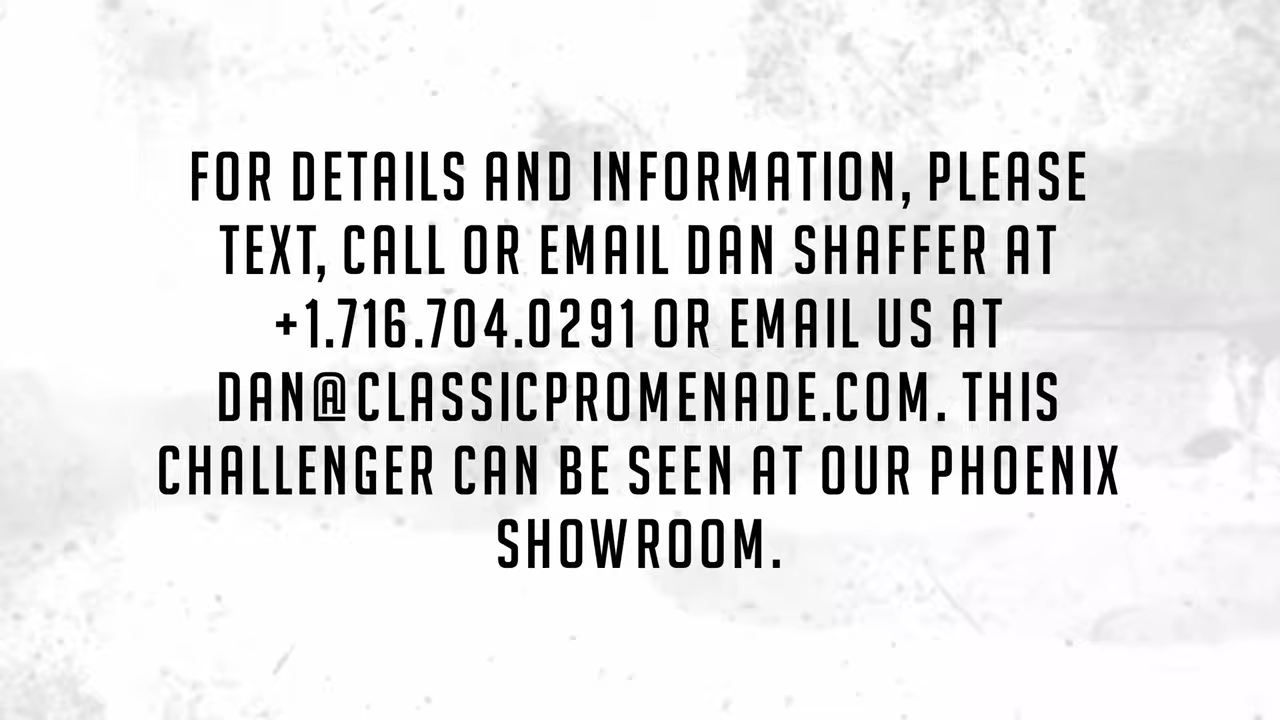 FOR DETAILS AND INFORMATION, PLEASE
TEXT, CALL OR EMAIL DAN SHAFFER AT
+1.716.704.0291 OR EMAIL US AT
DAN@CLASSICPROMENADE.COM. THIS
CHALLENGER CAN BE SEEN AT OUR PHOENIX
SHOWROOM.